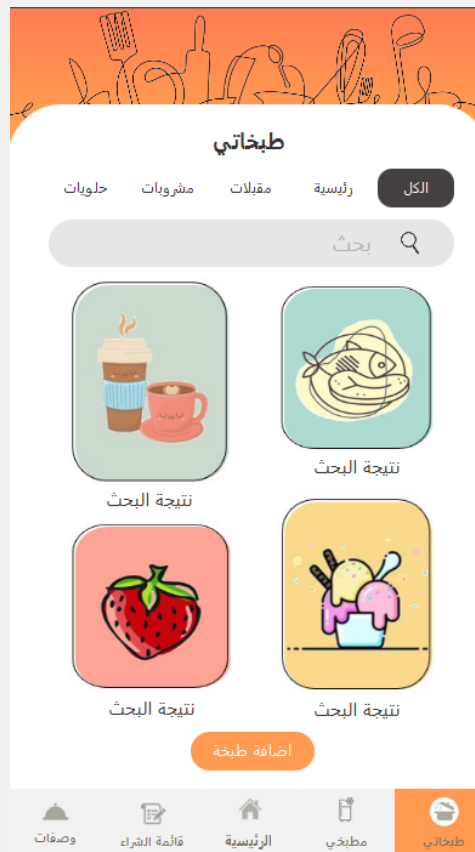 طبخاتي
الكل رئيسية مقبلات مشروبات حلويات
بحث
نتيجة البحث
نتيجة البحث
نتيجة البحث
نتيجة البحث
اضافة طبخة
طبخاتي مطبخي الرئيسية قائمة الشراء وصفات